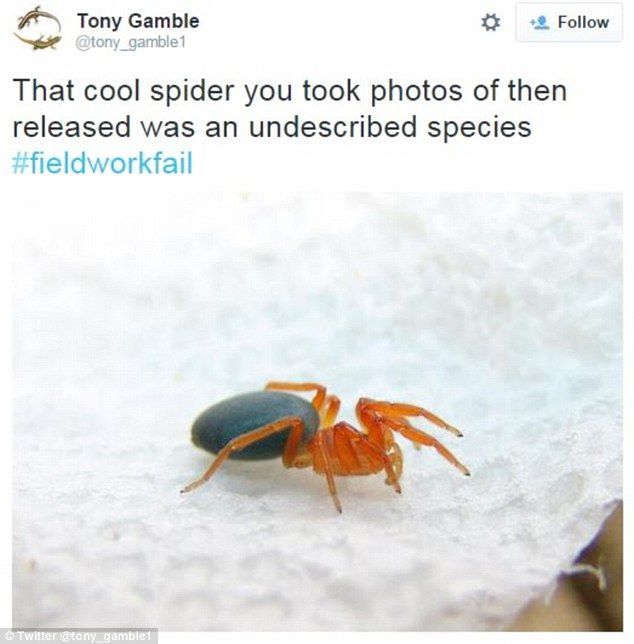 Tony Gamble
@tony_gamble1
Follow
That cool spider you took photos of then
released was an undescribed species
#fieldworkfail
© Twitter @tony_gamble1